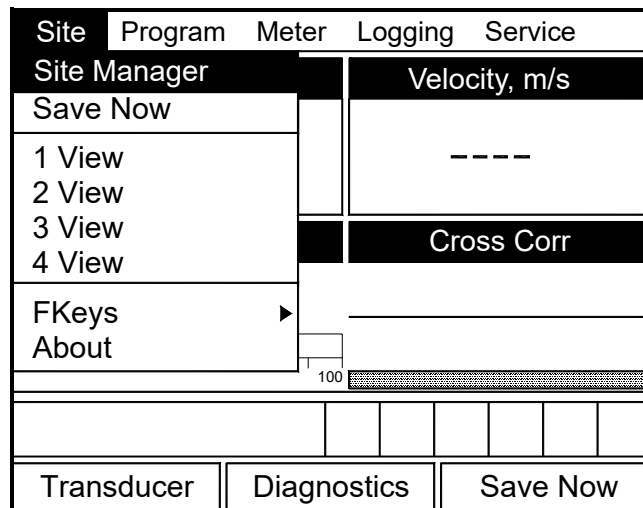 Site Program Meter Logging Service
Site Manager
Save Now
1 View
2 View
3 View
4 View
FKeys
About
Velocity, m/s
----
Cross Corr
100
Transducer Diagnostics Save Now